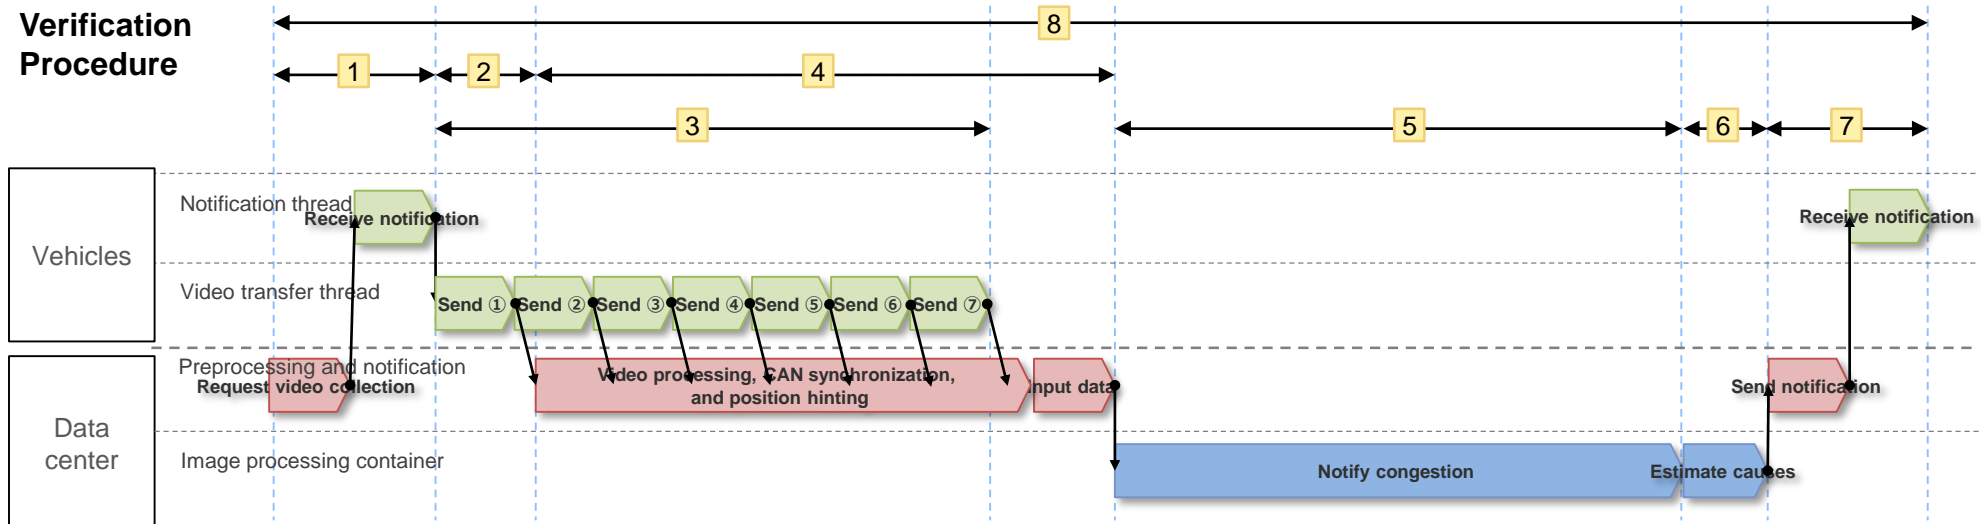 Verification
Procedure
8
1
2
4
3
5
6
7
Vehicles
Notification thread
Receive notification
Receive notification
Video transfer thread
Send ①
Send ②
Send ③
Send ④
Send ⑤
Send ⑥
Send ⑦
Data
center
Preprocessing and notification
Request video collection
Video processing, CAN synchronization,
and position hinting
Input data
Send notification
Image processing container
Notify congestion
Estimate causes